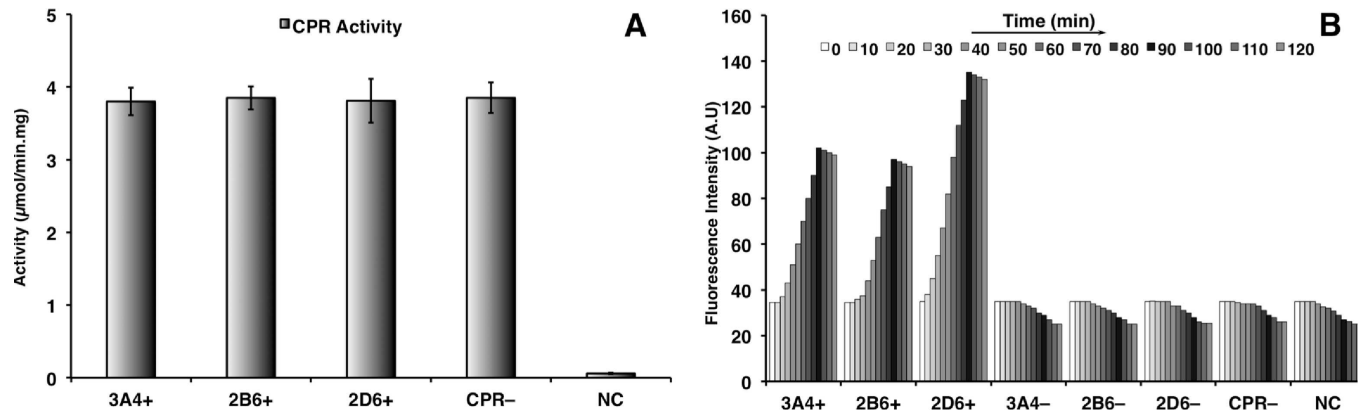 A
CPR Activity
Activity (µmol/min.mg)
5
4
3
2
1
0
3A4+ 2B6+ 2D6+ CPR– NC
B
Time (min)
0 10 20 30 40 50 60 70 80 90 100 110 120
Fluorescence Intensity (A.U)
160
140
120
100
80
60
40
20
0
3A4+ 2B6+ 2D6+ 3A4– 2B6– 2D6– CPR– NC